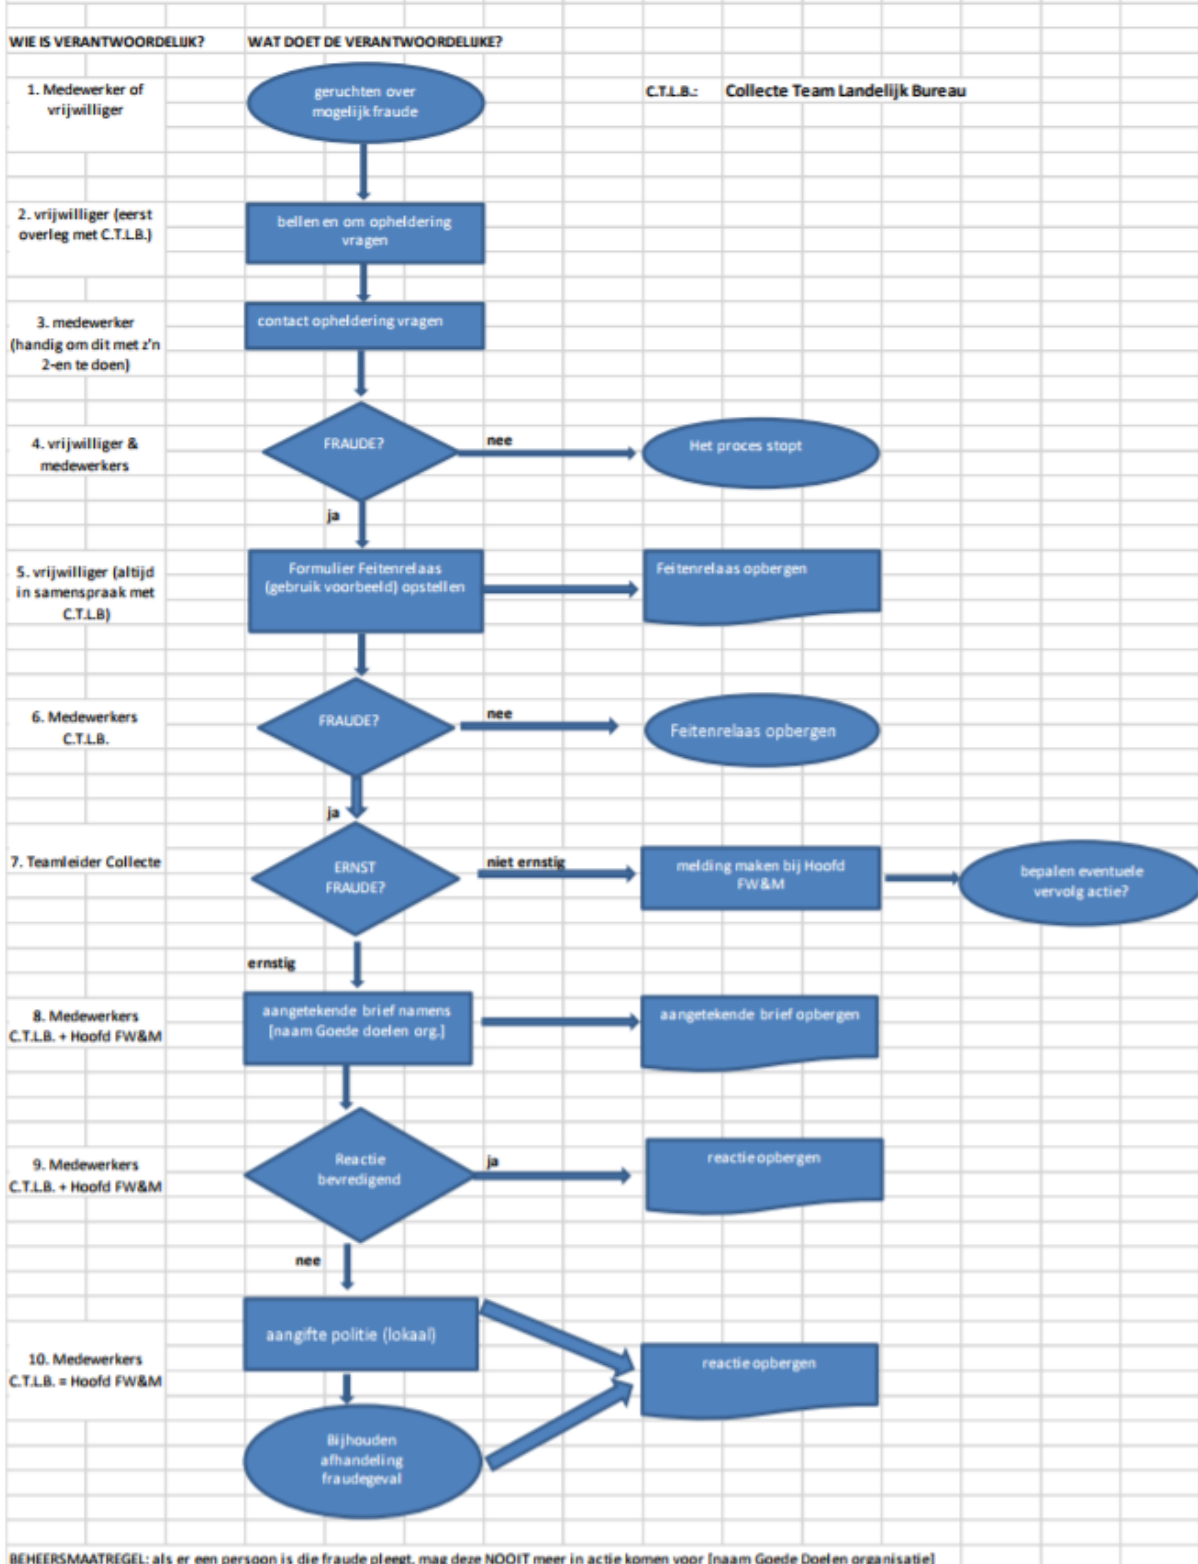 WIE IS VERANTWOORDELIJK?
WAT DOET DE VERANTWOORDELIJKE?
1. Medewerker of
vrijwilliger
geruchten over
mogelijk fraude
C.T.L.B.: Collecte Team Landelijk Bureau
2. vrijwilliger (eerst
overleg met C.T.L.B.)
bellen en om opheldering
vragen
3. medewerker
(handig om dit met z'n
2-en te doen)
contact opheldering vragen
4. vrijwilliger &
medewerkers
FRAUDE?
nee
Het proces stopt
ja
5. vrijwilliger (altijd
in samenspraak met
C.T.L.B)
Formulier Feitenrelaas
(gebruik voorbeeld) opstellen
Feitenrelaas opbergen
6. Medewerkers
C.T.L.B.
FRAUDE?
nee
Feitenrelaas opbergen
ja
7. Teamleider Collecte
ERNST
FRAUDE?
niet ernstig
melding maken bij Hoofd
FW&M
bepalen eventuele
vervolg actie?
ernstig
8. Medewerkers
C.T.L.B. + Hoofd FW&M
aangetekende brief namens
[naam Goede doelen org.]
aangetekende brief opbergen
9. Medewerkers
C.T.L.B. + Hoofd FW&M
Reactie
bevredigend
ja
reactie opbergen
nee
10. Medewerkers
C.T.L.B. = Hoofd FW&M
aangifte politie (lokaal)
reactie opbergen
Bijhouden
afhandeling
fraudegeval
BEHEERSMAATREGEL: als er een persoon is die fraude pleegt, mag deze NOOIT meer in actie komen voor [naam Goede Doelen organisatie]